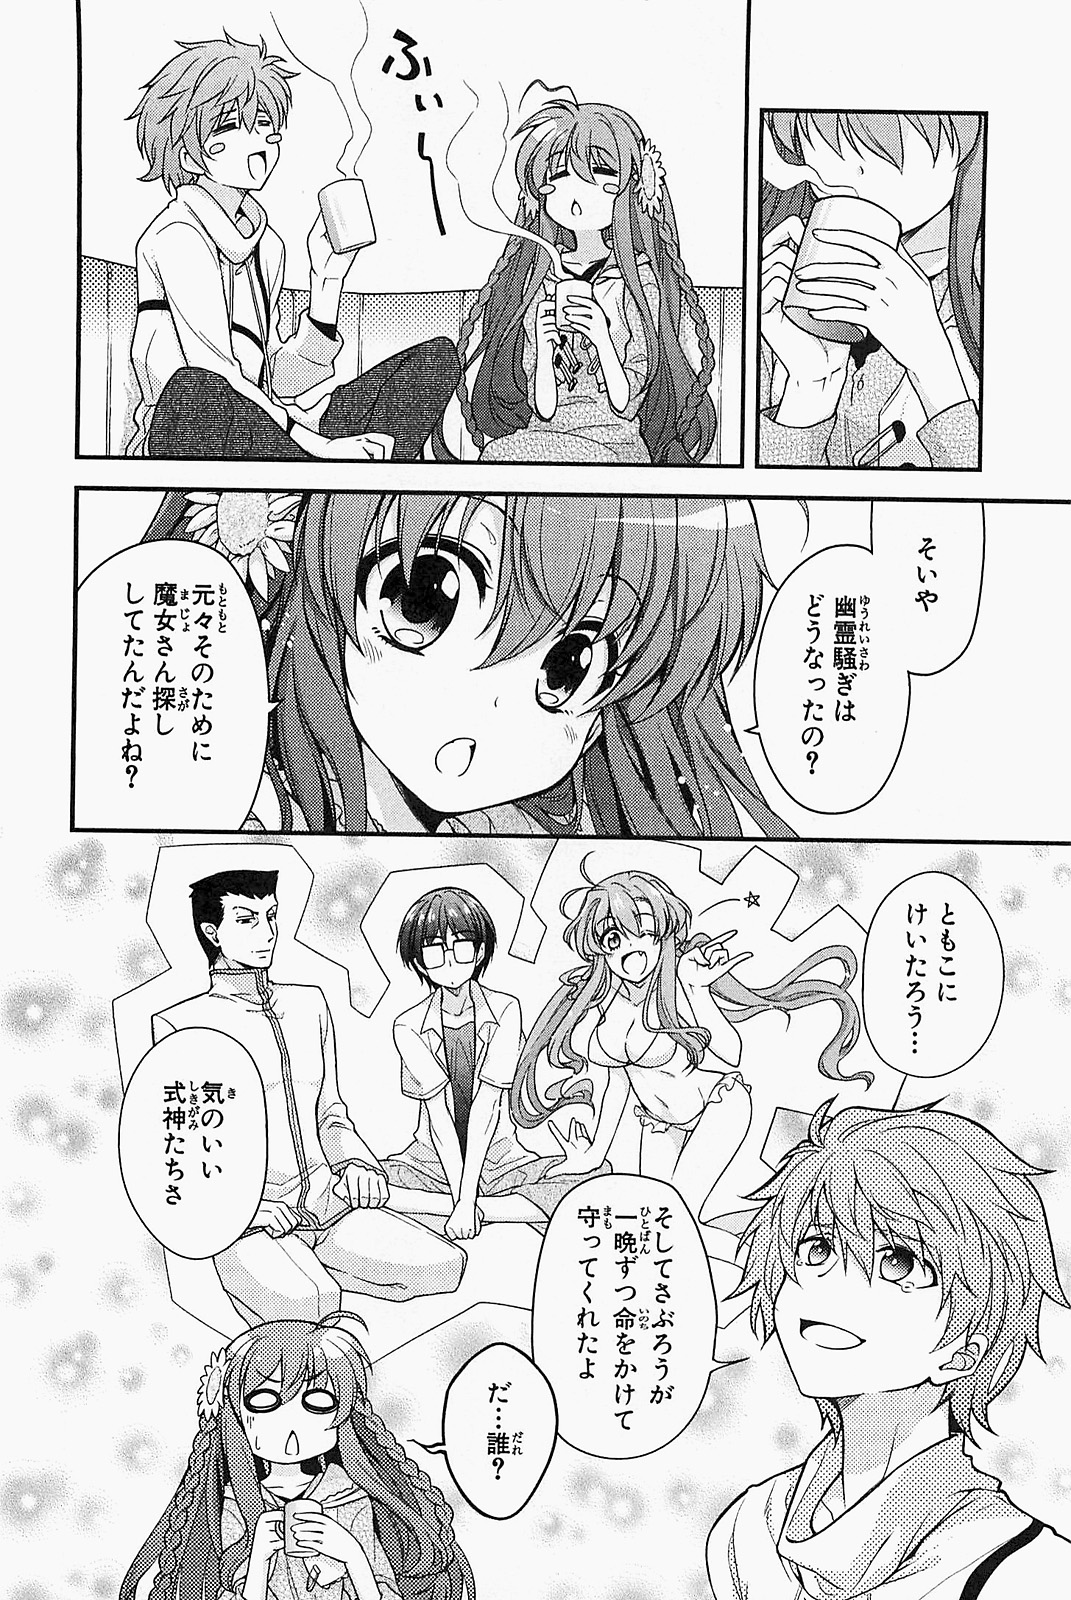 ふぃー
そいや
幽霊騒ぎは
どうなったの?
元々そのために
魔女さん探し
してたんだよね?
ともこに
けいたろう…
そしてさぶろうが
一晩ずつ命をかけて
守ってくれたよ
気のいい
式神たちさ
だ…誰?